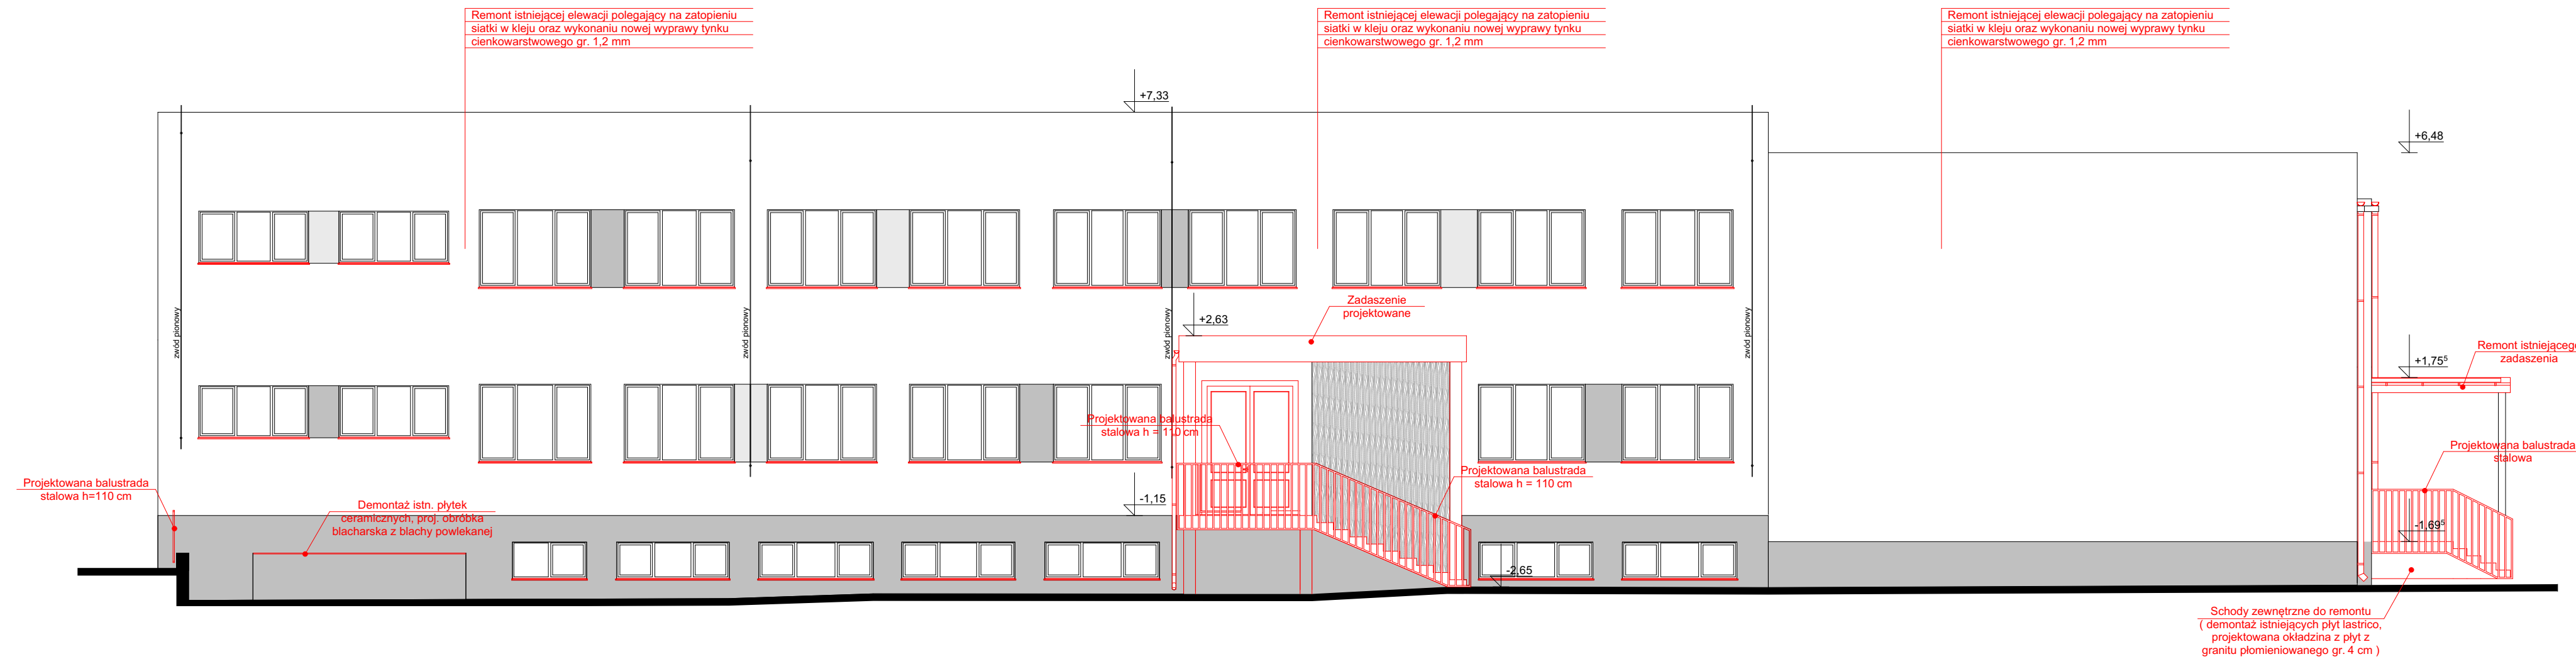 Remont istniejącej elewacji polegający na zatopieniu
siatki w kleju oraz wykonaniu nowej wyprawy tynku
cienkowarstwowego gr. 1,2 mm
Remont istniejącej elewacji polegający na zatopieniu
siatki w kleju oraz wykonaniu nowej wyprawy tynku
cienkowarstwowego gr. 1,2 mm
Remont istniejącej elewacji polegający na zatopieniu
siatki w kleju oraz wykonaniu nowej wyprawy tynku
cienkowarstwowego gr. 1,2 mm
+7,33
+6,48
zwód pionowy
zwód pionowy
zwód pionowy
zwód pionowy
Zadaszenie
projektowane
+2,63
Remont istniejącego
zadaszenia
+1,75⁵
Projektowana balustrada
stalowa h = 110 cm
Projektowana balustrada
stalowa
Projektowana balustrada
stalowa h = 110 cm
Projektowana balustrada
stalowa h=110 cm
Demontaż istn. płytek
ceramicznych, proj. obróbka
blacharska z blachy powlekanej
-1,15
-1,69⁵
-2,65
Schody zewnętrzne do remontu
( demontaż istniejących płyt lastrico,
projektowana okładzina z płyt z
granitu płomieniowanego gr. 4 cm )